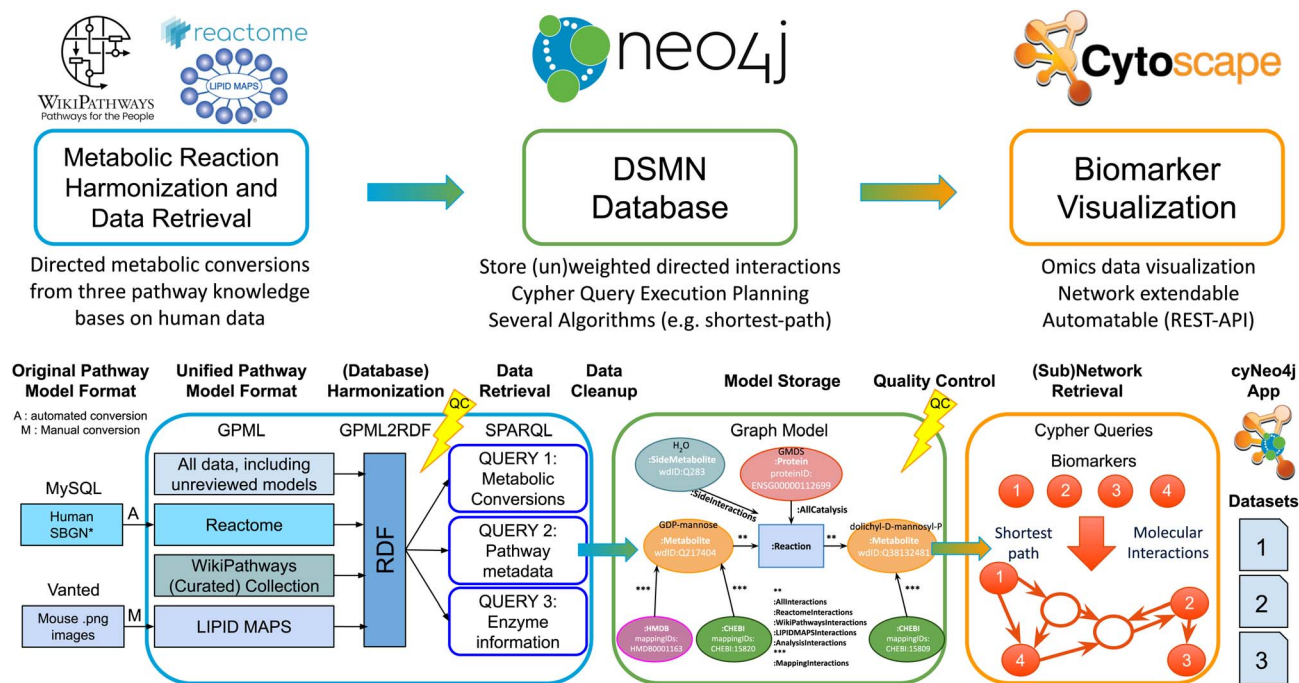 WIKIPATHWAYS
Pathways for the People
reactome
LIPID MAPS
®
neo4j
Cytoscape
Metabolic Reaction
Harmonization and
Data Retrieval
DSMN
Database
Biomarker
Visualization
Directed metabolic conversions
from three pathway knowledge
bases on human data
Store (un)weighted directed interactions
Cypher Query Execution Planning
Several Algorithms (e.g. shortest-path)
Omics data visualization
Network extendable
Automatable (REST-API)
Original Pathway
Model Format
A : automated conversion
M : Manual conversion
MySQL
Human
SBGN*
A
Vanted
Mouse .png
images
M
Unified Pathway
Model Format
GPML
All data, including
unreviewed models
Reactome
WikiPathways
(Curated) Collection
LIPID MAPS
(Database)
Harmonization
GPML2RDF
RDF
QC
Data
Retrieval
SPARQL
QUERY 1:
Metabolic
Conversions
QUERY 2:
Pathway
metadata
QUERY 3:
Enzyme
information
Data
Cleanup
Model Storage
Graph Model
H2O
:SideMetabolite
wdID:Q283
:SideInteractions
GMDS
:Protein
proteinID:
ENSG00000112699
:AllCatalysis
GDP-mannose
:Metabolite
wdID:Q217404
**
:Reaction
**
dolichyl-D-mannosyl-P
:Metabolite
wdID:Q38132481
***
***
***
:HMDB
mappingIDs:
HMDB0001163
:CHEBI
mappingIDs:
CHEBI:15820
**
:AllInteractions
:ReactomeInteractions
:WikiPathwaysInteractions
:LIPIDMAPSInteractions
:AnalysisInteractions
***
:MappingInteractions
:CHEBI
mappingIDs:
CHEBI:15809
Quality Control
QC
(Sub)Network
Retrieval
Cypher Queries
Biomarkers
1
2
3
4
Shortest
path
Molecular
Interactions
1
2
4
3
cyNeo4j
App
Datasets
1
2
3